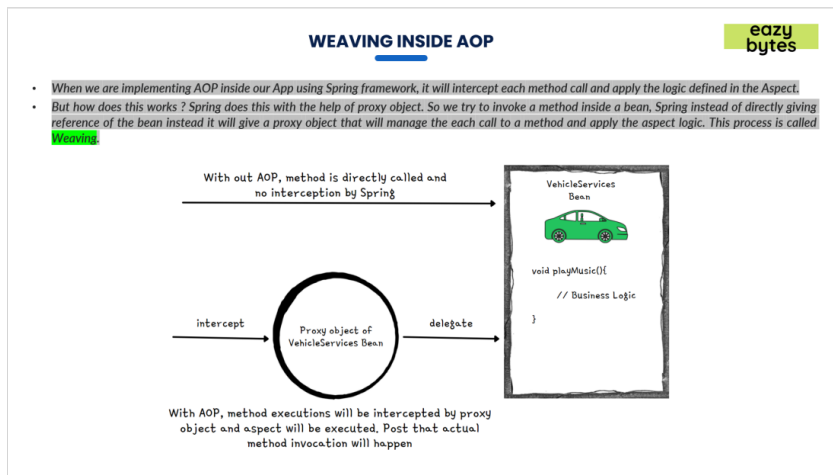 WEAVING INSIDE AOP
eazy
bytes
• When we are implementing AOP inside our App using Spring framework, it will intercept each method call and apply the logic defined in the Aspect.
• But how does this works ? Spring does this with the help of proxy object. So we try to invoke a method inside a bean, Spring instead of directly giving
reference of the bean instead it will give a proxy object that will manage the each call to a method and apply the aspect logic. This process is called
Weaving.
With out AOP, method is directly called and
no interception by Spring
VehicleServices
Bean
void playMusic(){
// Business Logic
}
intercept
Proxy object of
VehicleServices Bean
delegate
With AOP, method executions will be intercepted by proxy
object and aspect will be executed. Post that actual
method invocation will happen